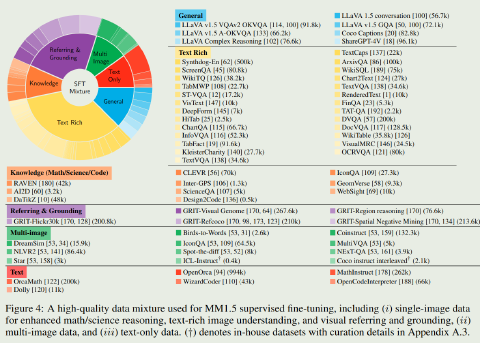 Referring & Grounding
Multi Image
Text Only
General
Text Rich
Knowledge
SFT Mixture
General
LLaVA v1.5 VQAv2 OKVQA [114, 100] (91.8k)
LLaVA v1.5 A-OKVQA [133] (66.2k)
LLaVA Complex Reasoning [102] (76.6k)
LLaVA 1.5 conversation [100] (56.7k)
LLaVA v1.5 GQA [50, 100] (72.1k)
Coco Captions [20] (82.8k)
ShareGPT-4V [18] (96.1k)
Text Rich
Synthdog-En [62] (500k)
ScreenQA [45] (80.8k)
WikiTQ [126] (38.2k)
TabMWP [108] (22.7k)
ST-VQA [12] (17.2k)
VisText [147] (10k)
DeepForm [145] (7k)
HiTab [25] (2.5k)
ChartQA [115] (66.7k)
InfoVQA [116] (52.3k)
TabFact [19] (91.6k)
KleisterCharity [140] (27.7k)
TextVQA [138] (34.6k)
TextCaps [137] (22k)
ArxivQA [86] (100k)
WikiSQL [189] (75k)
Chart2Text [124] (27k)
TextVQA [138] (34.6k)
RenderedText [1] (10k)
FinQA [23] (5.3k)
TAT-QA [192] (2.2k)
DVQA [57] (200k)
DocVQA [117] (128.5k)
WikiTable [35.8k] (126)
VisualMRC [146] (24.5k)
OCRVQA [121] (80k)
Knowledge (Math/Science/Code)
RAVEN [180] (42k)
AI2D [60] (3.2k)
DaTikZ [10] (48k)
CLEVR [56] (70k)
Inter-GPS [106] (1.3k)
ScienceQA [107] (5k)
Design2Code [136] (0.5k)
IconQA [109] (27.3k)
GeomVerse [58] (9.3k)
WebSight [69] (10k)
Referring & Grounding
GRIT-Flickr30k [170, 128] (200.8k)
GRIT-Visual Genome [170, 64] (267.6k)
GRIT-Refcoco [170, 98, 173, 123] (210k)
GRIT-Region reasoning [170] (76.6k)
GRIT-Spatial Negative Mining [170, 134] (213.6k)
Multi-image
DreamSim [53, 34] (15.9k)
NLVR2 [53, 141] (86.4k)
Star [53, 158] (3k)
Birds-to-Words [53, 31] (2.6k)
IconQA [53, 109] (64.5k)
Spot-the-diff [53, 52] (8k)
ICL-Instruct† (0.4k)
Coinstruct [53, 159] (132.3k)
MultiVQA [53] (5k)
NExT-QA [53, 161] (3.9k)
Coco instruct interleaved† (2.1k)
Text
OrcaMath [122] (200k)
Dolly [120] (11k)
OpenOrca [94] (994k)
WizardCoder [110] (43k)
MathInstruct [178] (262k)
OpenCodeInterpreter [188] (66k)
Figure 4: A high-quality data mixture used for MM1.5 supervised fine-tuning, including (i) single-image data
for enhanced math/science reasoning, text-rich image understanding, and visual referring and grounding, (ii)
multi-image data, and (iii) text-only data. (†) denotes in-house datasets with curation details in Appendix A.3.